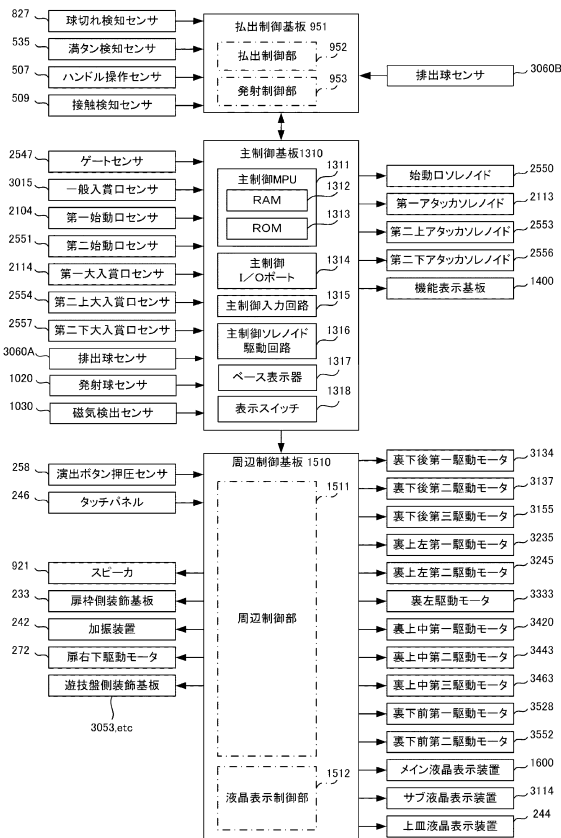 827
球切れ検知センサ
535
満タン検知センサ
507
ハンドル操作センサ
509
接触検知センサ
払出制御基板 951
払出制御部
952
発射制御部
953
排出球センサ
3060B
2547
ゲートセンサ
3015
一般入賞口センサ
2104
第一始動口センサ
2551
第二始動口センサ
2114
第一大入賞口センサ
2554
第二上大入賞口センサ
2557
第二下大入賞口センサ
3060A
排出球センサ
1020
発射球センサ
1030
磁気検出センサ
主制御基板1310
主制御MPU
1311
RAM
1312
ROM
1313
主制御
I/Oポート
1314
主制御入力回路
1315
主制御ソレノイド
駆動回路
1316
ベース表示器
1317
表示スイッチ
1318
始動口ソレノイド
2550
第一アタッカソレノイド
2113
第二上アタッカソレノイド
2553
第二下アタッカソレノイド
2556
機能表示基板
1400
258
演出ボタン押圧センサ
246
タッチパネル
921
スピーカ
233
扉枠側装飾基板
242
加振装置
272
扉右下駆動モータ
遊技盤側装飾基板
3053,etc
周辺制御基板 1510
1511
周辺制御部
1512
液晶表示制御部
裏下後第一駆動モータ
3134
裏下後第二駆動モータ
3137
裏下後第三駆動モータ
3155
裏上左第一駆動モータ
3235
裏上左第二駆動モータ
3245
裏左駆動モータ
3333
裏上中第一駆動モータ
3420
裏上中第二駆動モータ
3443
裏上中第三駆動モータ
3463
裏下前第一駆動モータ
3528
裏下前第二駆動モータ
3552
メイン液晶表示装置
1600
サブ液晶表示装置
3114
上皿液晶表示装置
244